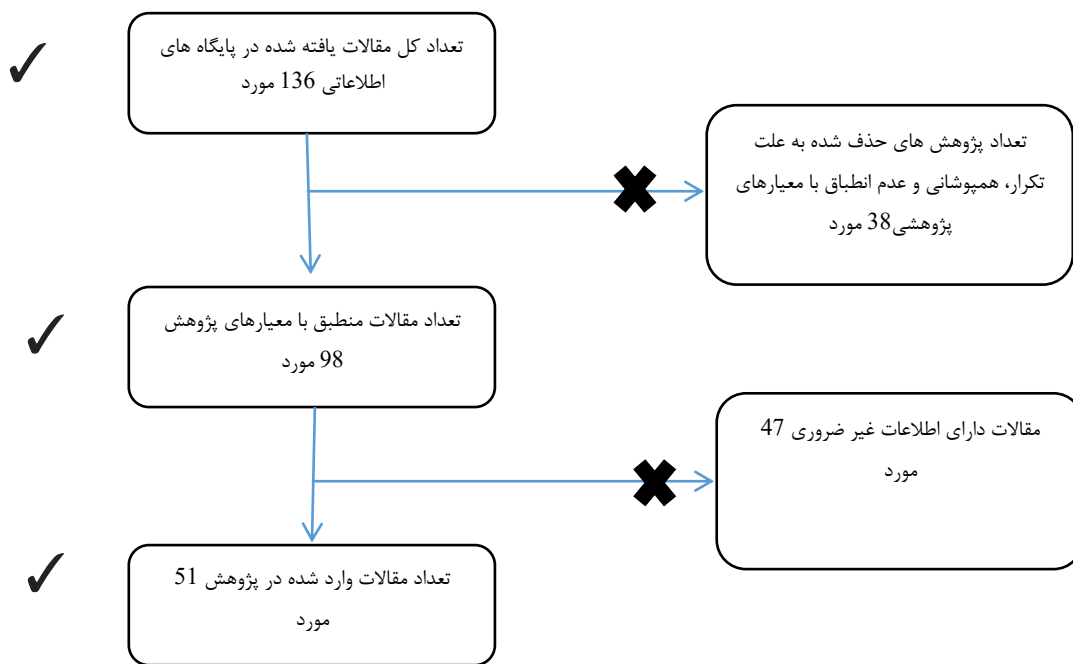 تعداد کل مقالات یافته شده در پایگاه های
اطلاعاتی 136 مورد
تعداد پژوهش های حذف شده به علت
تکرار، همپوشانی و عدم انطباق با معیارهای
پژوهشی38 مورد
تعداد مقالات منطبق با معیارهای پژوهش
98 مورد
مقالات دارای اطلاعات غیر ضروری 47
مورد
تعداد مقالات وارد شده در پژوهش 51
مورد